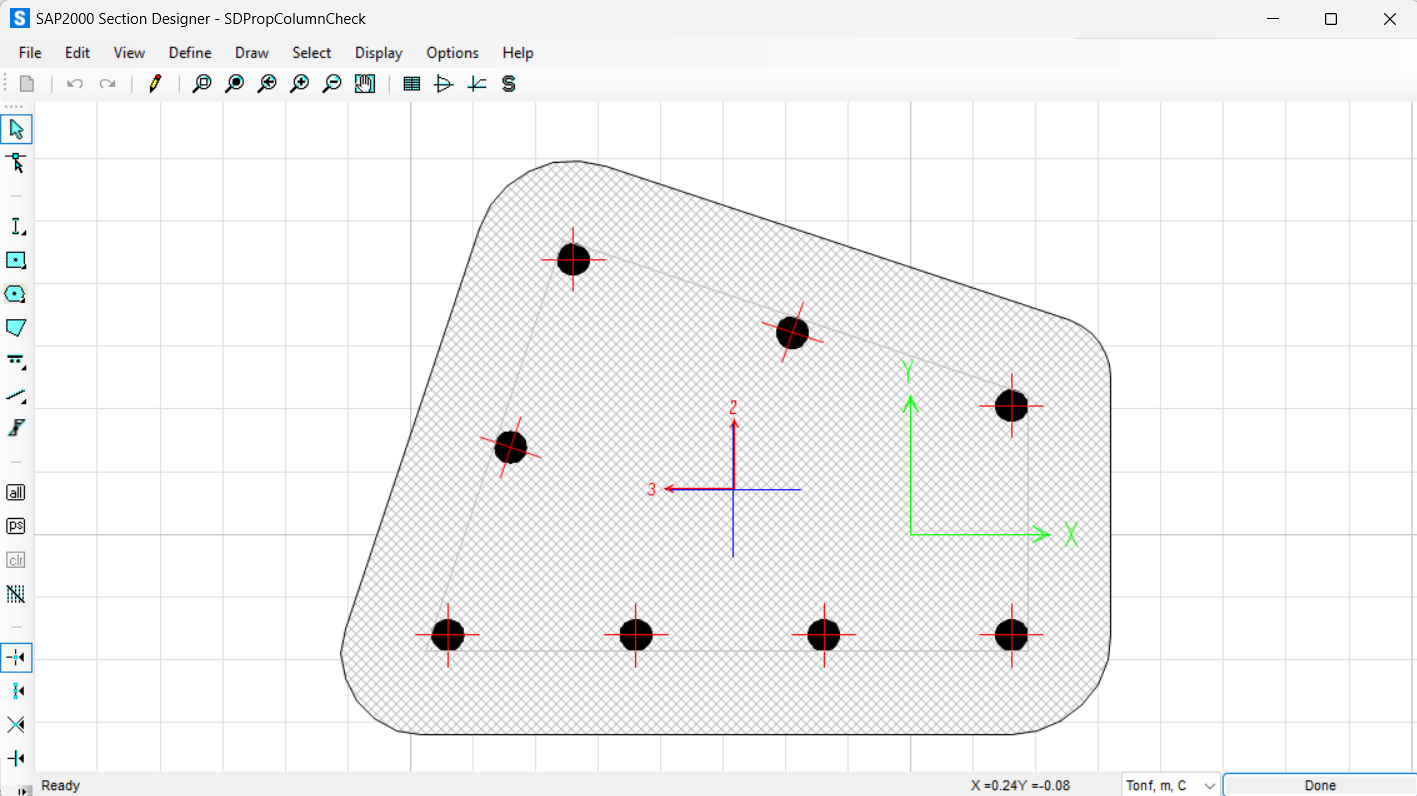 S SAP2000 Section Designer - SDPropColumnCheck
File Edit View Define Draw Select Display Options Help
S
Y
2
3
X
all
ps
clr
Ready X =0.24Y =-0.08 Tonf, m, C Done